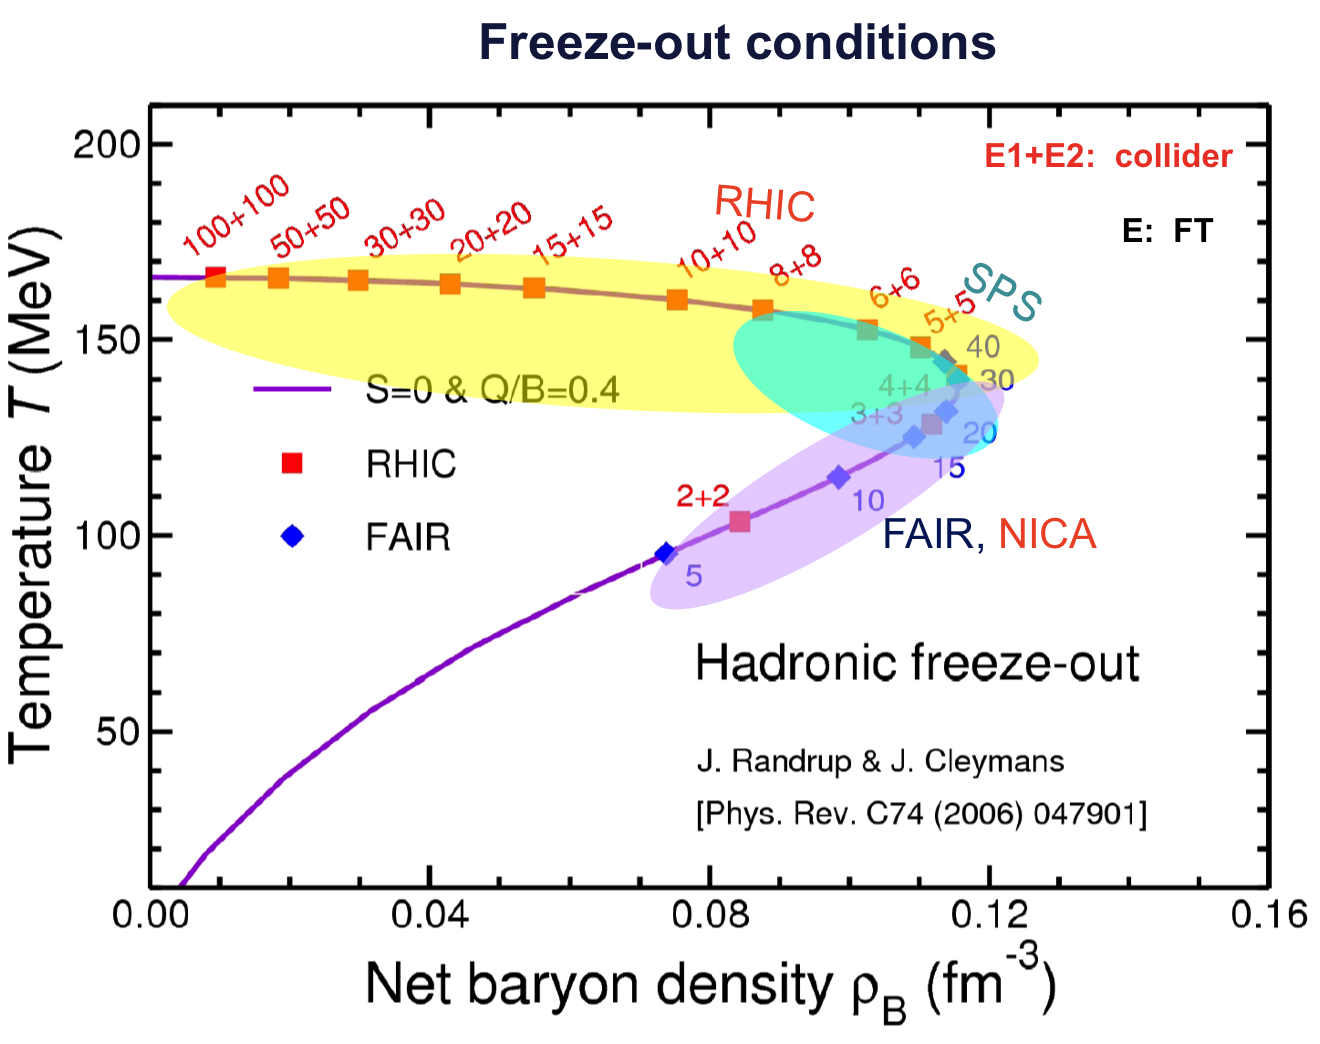 Freeze-out conditions
200
150
100
50
Temperature T (MeV)
E1+E2: collider
E: FT
RHIC
SPS
100+100
50+50
30+30
20+20
15+15
10+10
8+8
6+6
5+5
40
30
4+4
3+3
20
15
10
2+2
5
S=0 & Q/B=0.4
RHIC
FAIR
FAIR, NICA
Hadronic freeze-out
J. Randrup & J. Cleymans
[Phys. Rev. C74 (2006) 047901]
0.00 0.04 0.08 0.12 0.16
Net baryon density ρB (fm-3)